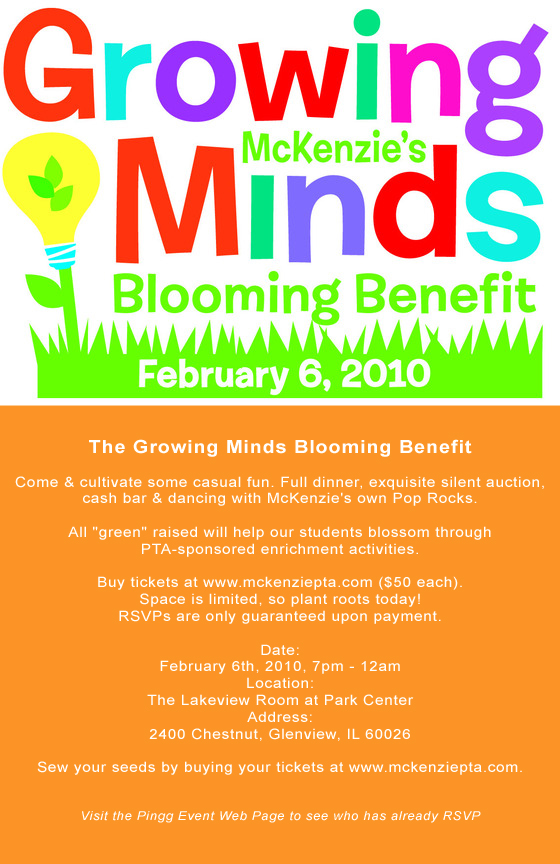 Growing
McKenzie's
Minds
Blooming Benefit
February 6, 2010
The Growing Minds Blooming Benefit
Come & cultivate some casual fun. Full dinner, exquisite silent auction,
cash bar & dancing with McKenzie's own Pop Rocks.
All "green" raised will help our students blossom through
PTA-sponsored enrichment activities.
Buy tickets at www.mckenziepta.com ($50 each).
Space is limited, so plant roots today!
RSVPs are only guaranteed upon payment.
Date:
February 6th, 2010, 7pm - 12am
Location:
The Lakeview Room at Park Center
Address:
2400 Chestnut, Glenview, IL 60026
Sew your seeds by buying your tickets at www.mckenziepta.com.
Visit the Pingg Event Web Page to see who has already RSVP